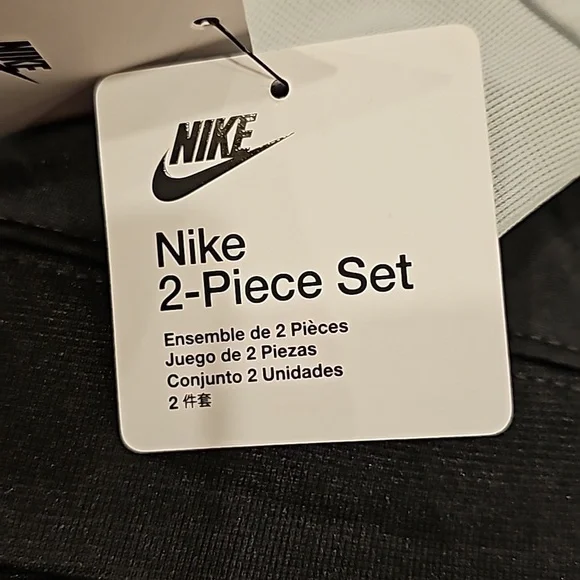 NIKE
NIKE
Nike
2-Piece Set
Ensemble de 2 Pièces
Juego de 2 Piezas
Conjunto 2 Unidades
2 件套